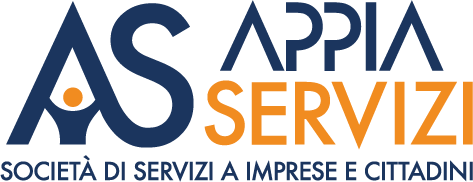 AS APPIA
SERVIZI
SOCIETÀ DI SERVIZI A IMPRESE E CITTADINI